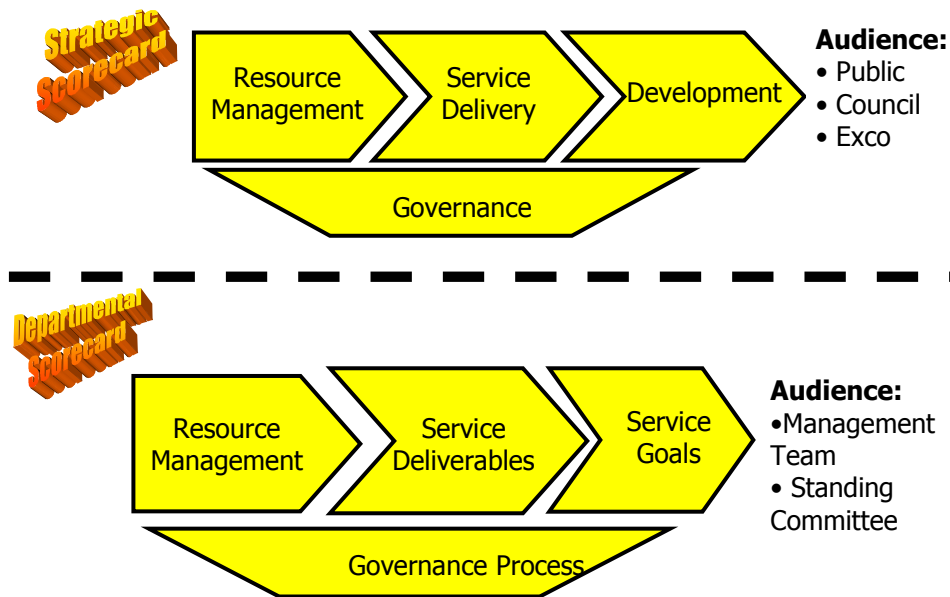 Strategic
Scorecard
Resource
Management
Service
Delivery
Development
Audience:
• Public
• Council
• Exco
Governance
Departmental
Scorecard
Resource
Management
Service
Deliverables
Service
Goals
Audience:
•Management
Team
• Standing
Committee
Governance Process